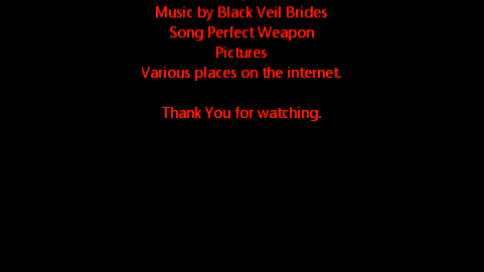 Music by Black Veil Brides
Song Perfect Weapon
Pictures
Various places on the internet.
Thank You for watching.